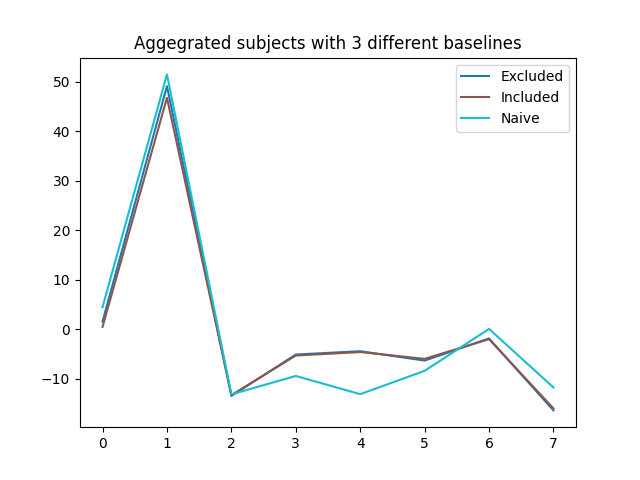 Aggegrated subjects with 3 different baselines
Excluded
Included
Naive
50
40
30
20
10
0
−10
0 1 2 3 4 5 6 7